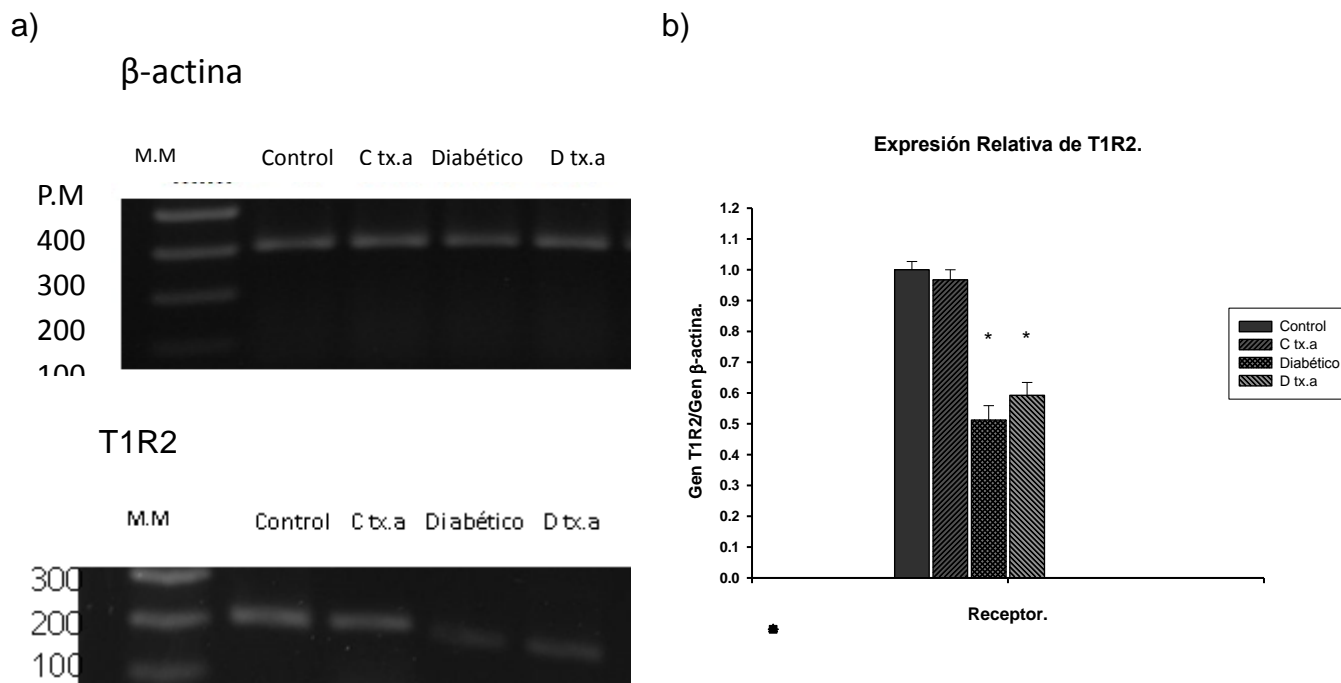 a)
β-actina
M.M Control C tx.a Diabético D tx.a
P.M
400
300
200
100
T1R2
M.M Control C tx.a Diabético D tx.a
300
200
100
b)
Expresión Relativa de T1R2.
Gen T1R2/Gen β-actina.
1.2
1.1
1.0
0.9
0.8
0.7
0.6
0.5
0.4
0.3
0.2
0.1
0.0
* *
Receptor.
Control
C tx.a
Diabético
D tx.a